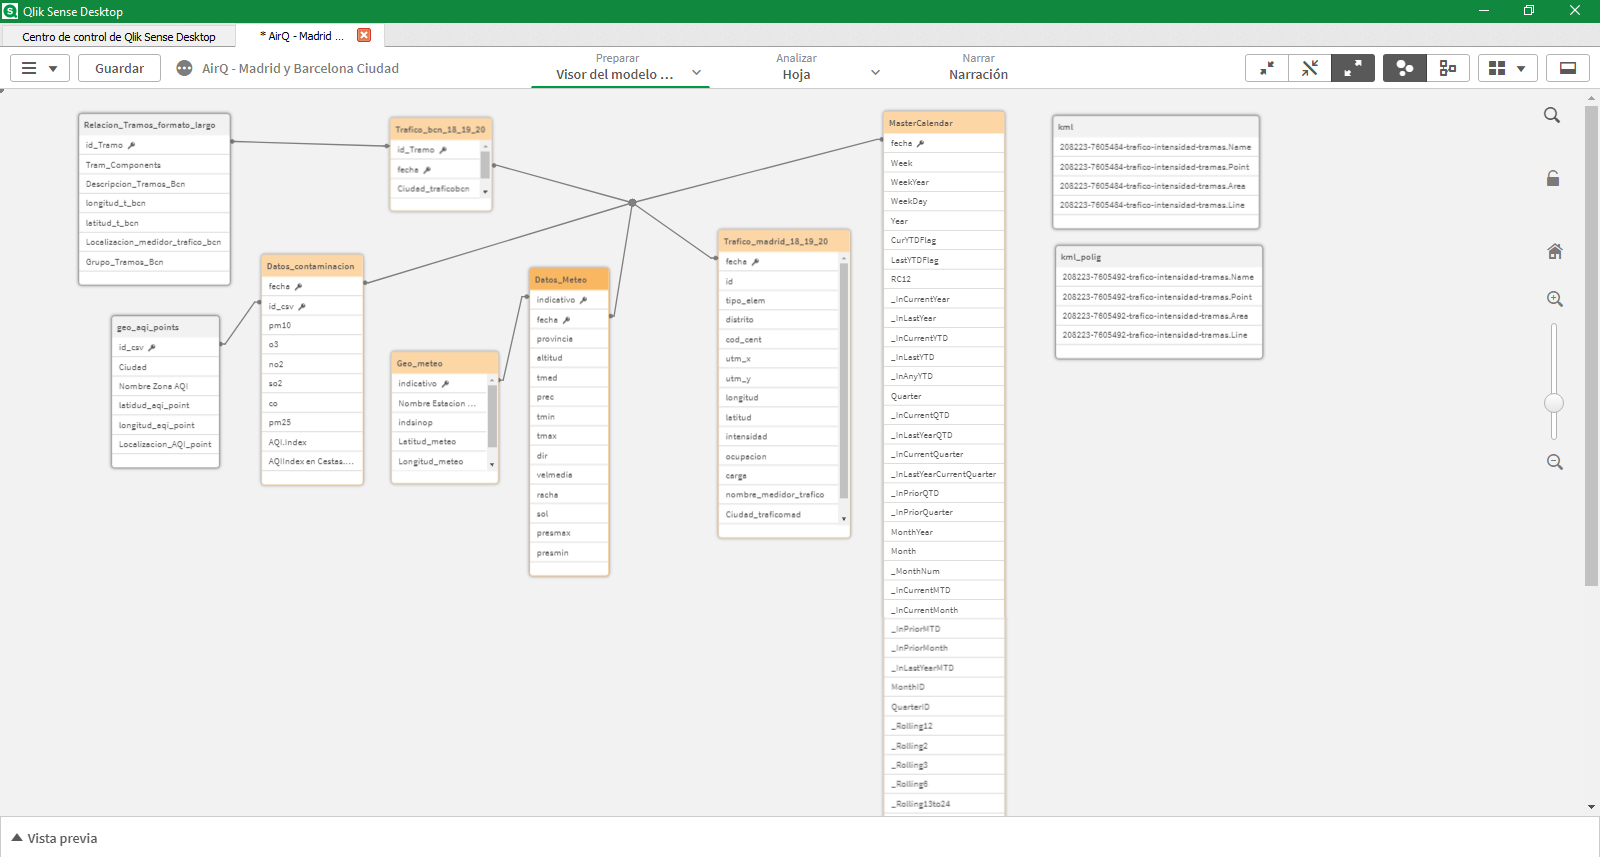 Qlik Sense Desktop
Centro de control de Qlik Sense Desktop
* AirQ - Madrid ...
Guardar
AirQ - Madrid y Barcelona Ciudad
Preparar
Visor del modelo ...
Analizar
Hoja
Narrar
Narración
Relacion_Tramos_formato_largo
id_Tramo
Tram_Components
Descripcion_Tramos_Bcn
longitud_t_bcn
latitud_t_bcn
Localizacion_medidor_trafico_bcn
Grupo_Tramos_Bcn
geo_aqi_points
id_csv
Ciudad
Nombre Zona AQI
latidud_aqi_point
longitud_aqi_point
Localizacion_AQI_point
Datos_contaminacion
fecha
id_csv
pm10
o3
no2
so2
co
pm25
AQI.Index
AQIIndex en Cestas....
Trafico_bcn_18_19_20
id_Tramo
fecha
Ciudad_traficobcn
Geo_meteo
indicativo
Nombre Estacion ...
indsinop
Latitud_meteo
Longitud_meteo
Datos_Meteo
indicativo
fecha
provincia
altitud
tmed
prec
tmin
tmax
dir
velmedia
racha
sol
presmax
presmin
Trafico_madrid_18_19_20
fecha
id
tipo_elem
distrito
cod_cent
utm_x
utm_y
longitud
latitud
intensidad
ocupacion
carga
nombre_medidor_trafico
Ciudad_traficomad
MasterCalendar
fecha
Week
WeekYear
WeekDay
Year
CurYTDFlag
LastYTDFlag
RC12
_InCurrentYear
_InLastYear
_InCurrentYTD
_InLastYTD
_InAnyYTD
Quarter
_InCurrentQTD
_InLastYearQTD
_InCurrentQuarter
_InLastYearCurrentQuarter
_InPriorQTD
_InPriorQuarter
MonthYear
Month
_MonthNum
_InCurrentMTD
_InCurrentMonth
_InPriorMTD
_InPriorMonth
_InLastYearMTD
MonthID
QuarterID
_Rolling12
_Rolling2
_Rolling3
_Rolling6
_Rolling13to24
kml
208223-7605484-trafico-intensidad-tramas.Name
208223-7605484-trafico-intensidad-tramas.Point
208223-7605484-trafico-intensidad-tramas.Area
208223-7605484-trafico-intensidad-tramas.Line
kml_polig
208223-7605492-trafico-intensidad-tramas.Name
208223-7605492-trafico-intensidad-tramas.Point
208223-7605492-trafico-intensidad-tramas.Area
208223-7605492-trafico-intensidad-tramas.Line
Vista previa